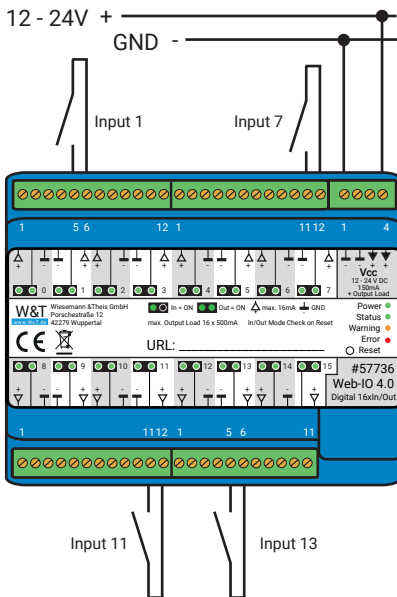 12 - 24V +
GND -
Input 1
Input 7
1 5 6 12 1 11 12 1 4
+ - - + + - - + + - - + + - - + - - + +
0 1 2 3 4 5 6 7
Vcc
12 - 24 V DC
150mA
+ Output Load
W&T
www.WuT.de
Wiesemann &Theis GmbH
Porschestraße 12
42279 Wuppertal
In = ON Out = ON max. 16mA GND
max. Output Load 16 x 500mA In/Out Mode Check on Reset
Power
Status
Warning
Error
Reset
CE
URL:
8 9 10 11 12 13 14 15
+ - - + + - - + + - - + + - - +
#57736
Web-IO 4.0
Digital 16xIn/Out
1 11 12 1 5 6 11
Input 11
Input 13